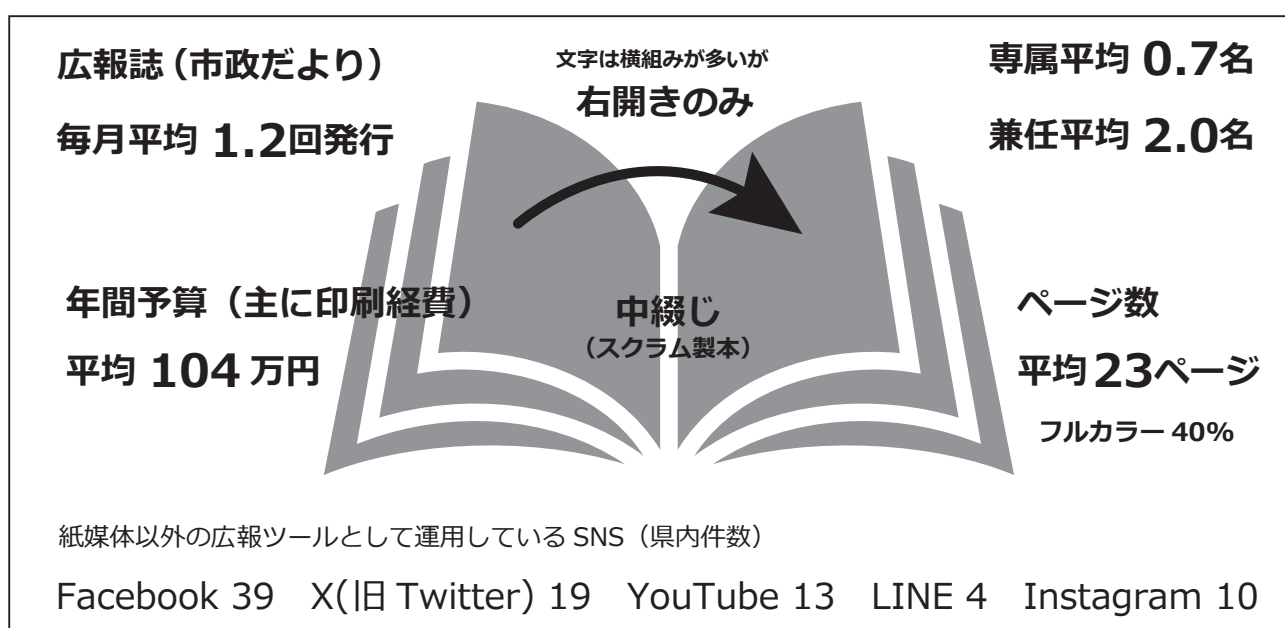 広報誌（市政だより）
毎月平均 1.2回発行
文字は横組みが多いが
右開きのみ
専属平均 0.7名
兼任平均 2.0名
年間予算（主に印刷経費）
平均 104 万円
中綴じ
（スクラム製本）
ページ数
平均23ページ
フルカラー 40%
紙媒体以外の広報ツールとして運用している SNS（県内件数）
Facebook 39 X(旧 Twitter) 19 YouTube 13 LINE 4 Instagram 10